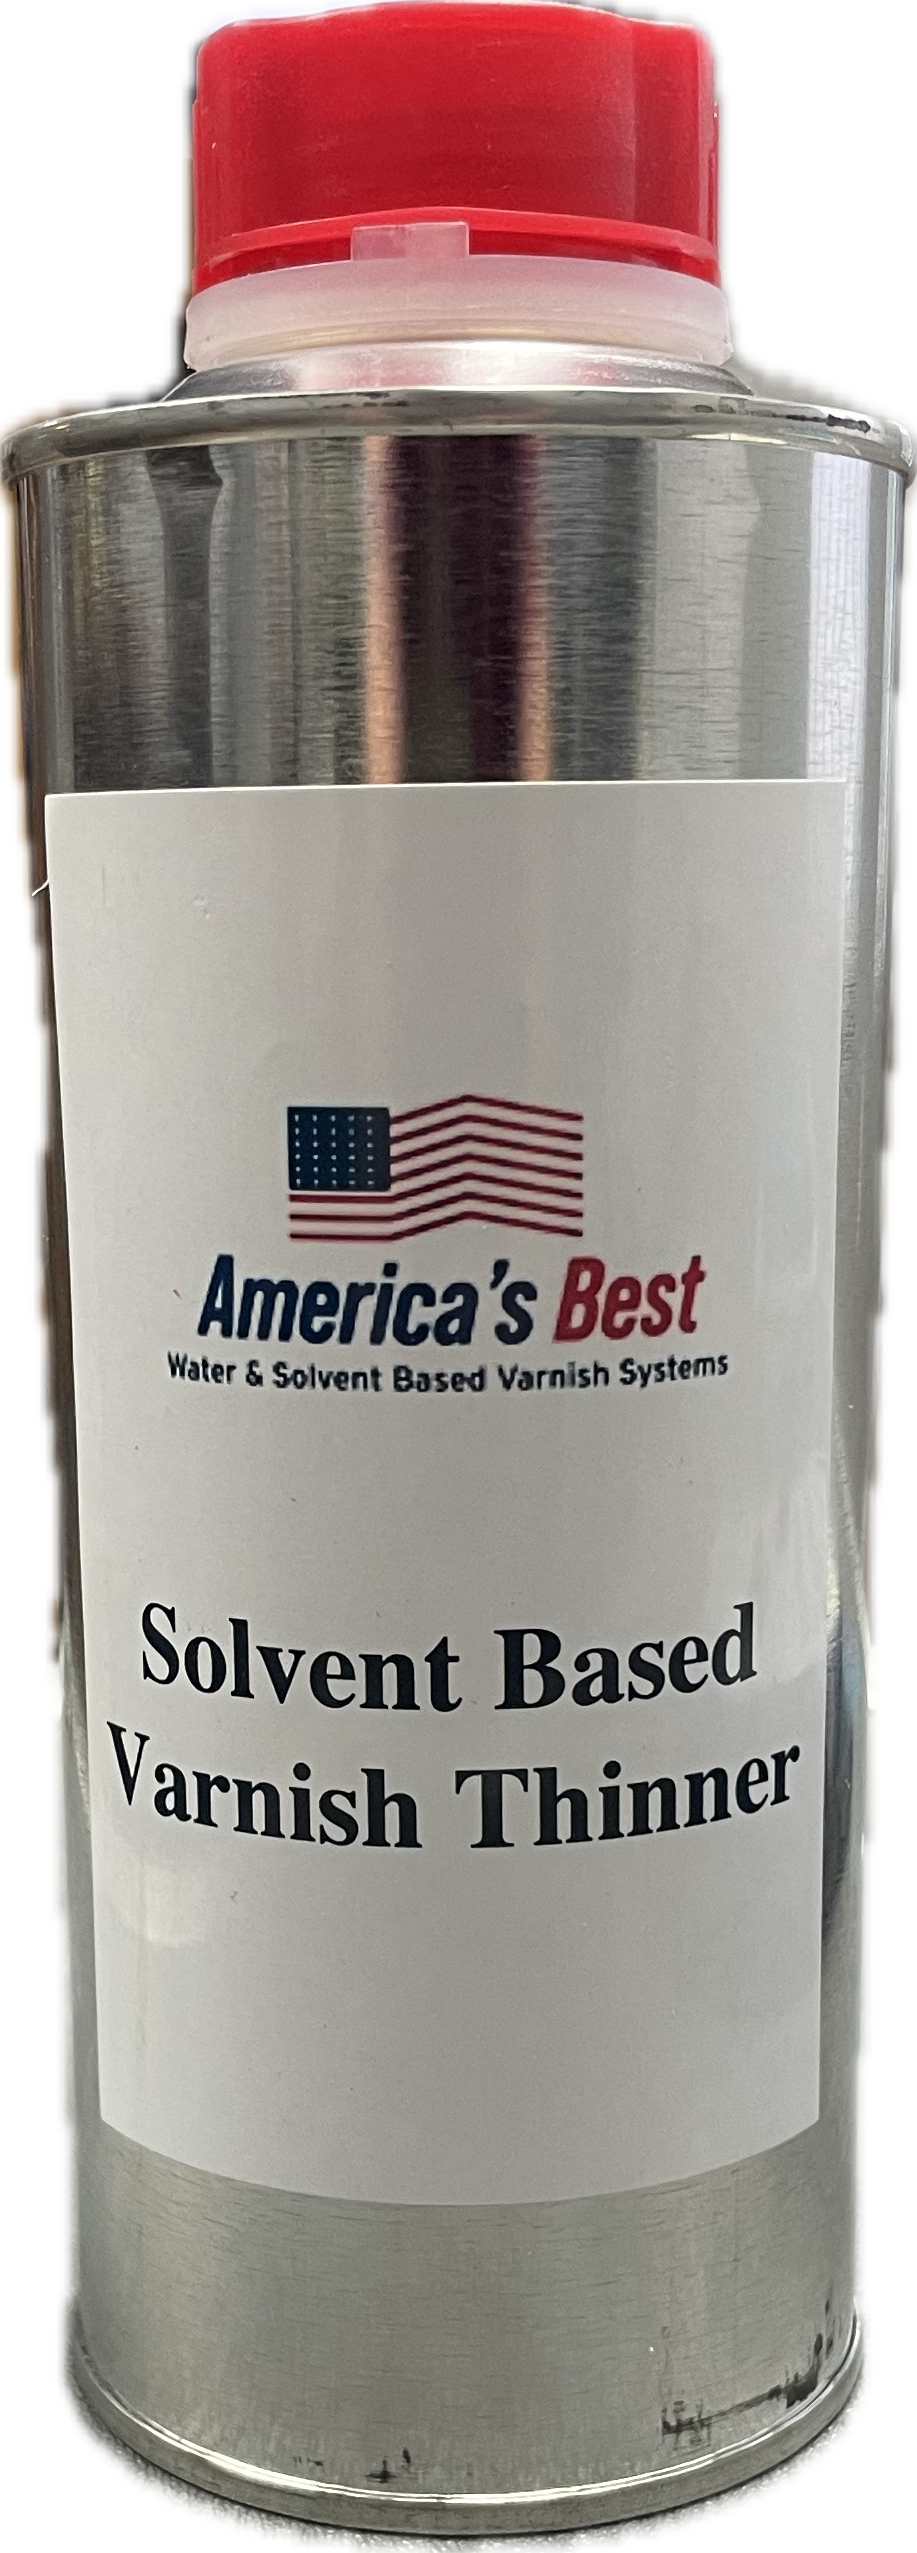 America's Best
Water & Solvent Based Varnish Systems
Solvent Based
Varnish Thinner